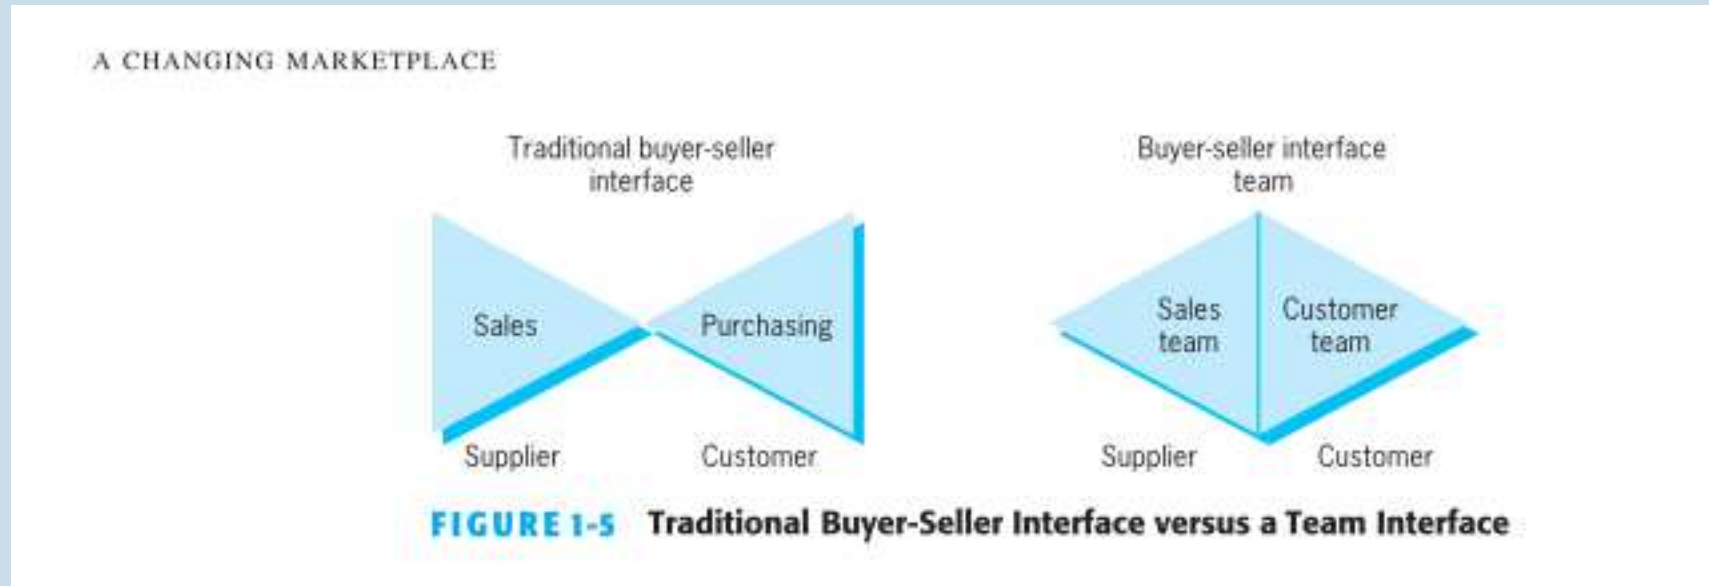 A CHANGING MARKETPLACE
Traditional buyer-seller
interface
Sales
Purchasing
Supplier
Customer
Buyer-seller interface
team
Sales
team
Customer
team
Supplier
Customer
FIGURE 1-5 Traditional Buyer-Seller Interface versus a Team Interface